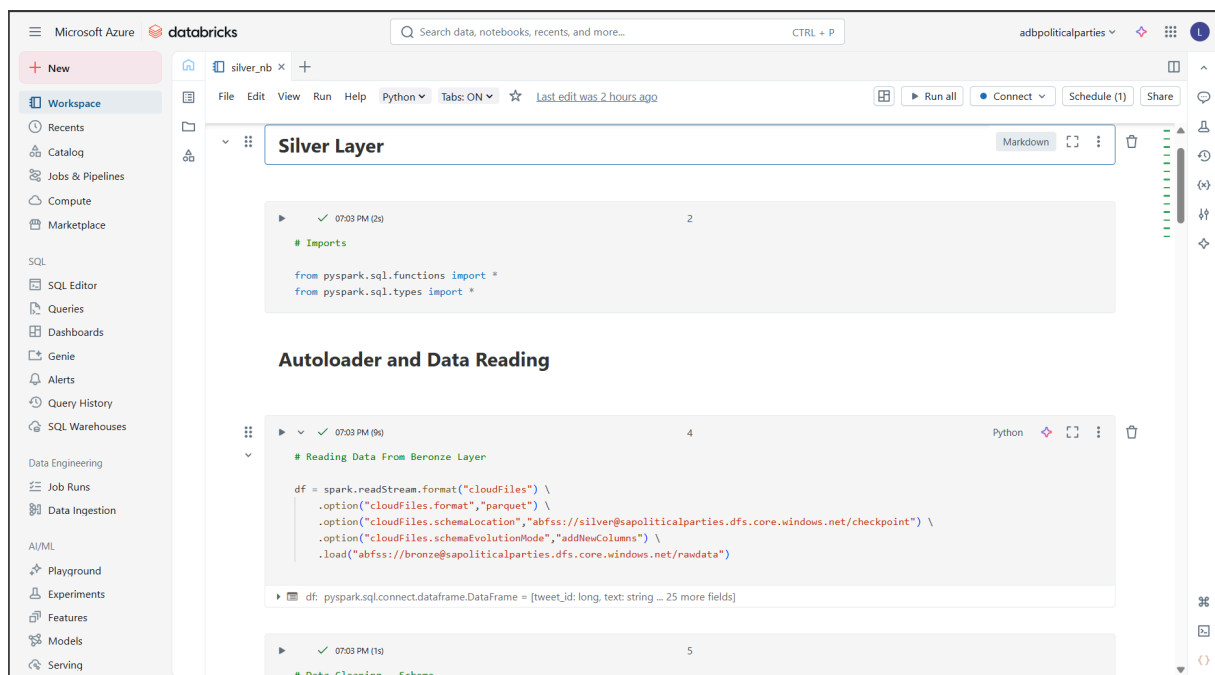 Microsoft Azure databricks
Search data, notebooks, recents, and more... CTRL + P
adbpoliticalparties
L
New
Workspace
Recents
Catalog
Jobs & Pipelines
Compute
Marketplace
SQL
SQL Editor
Queries
Dashboards
Genie
Alerts
Query History
SQL Warehouses
Data Engineering
Job Runs
Data Ingestion
AI/ML
Playground
Experiments
Features
Models
Serving
silver_nb
File Edit View Run Help Python Tabs: ON Last edit was 2 hours ago
Run all Connect Schedule (1) Share
Silver Layer
Markdown
07:03 PM (2s) 2
# Imports
from pyspark.sql.functions import *
from pyspark.sql.types import *
Autoloader and Data Reading
07:03 PM (9s) 4 Python
# Reading Data From Beronze Layer
df = spark.readStream.format("cloudFiles") \
.option("cloudFiles.format","parquet") \
.option("cloudFiles.schemaLocation","abfss://silver@sapoliticalparties.dfs.core.windows.net/checkpoint") \
.option("cloudFiles.schemaEvolutionMode","addNewColumns") \
.load("abfss://bronze@sapoliticalparties.dfs.core.windows.net/rawdata")
df: pyspark.sql.connect.dataframe.DataFrame = [tweet_id: long, text: string ... 25 more fields]
07:03 PM (1s) 5
# Data Cleaning - Schema